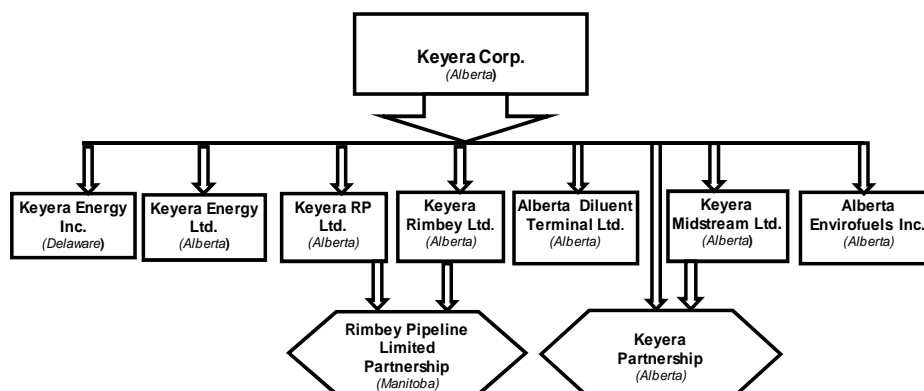 Keyera Corp.
(Alberta)
Keyera Energy
Inc.
(Delaware)
Keyera Energy
Ltd.
(Alberta)
Keyera RP
Ltd.
(Alberta)
Keyera
Rimbey Ltd.
(Alberta)
Alberta Diluent
Terminal Ltd.
(Alberta)
Keyera
Midstream Ltd.
(Alberta)
Alberta
Envirofuels Inc.
(Alberta)
Rimbey Pipeline
Limited
Partnership
(Manitoba)
Keyera
Partnership
(Alberta)